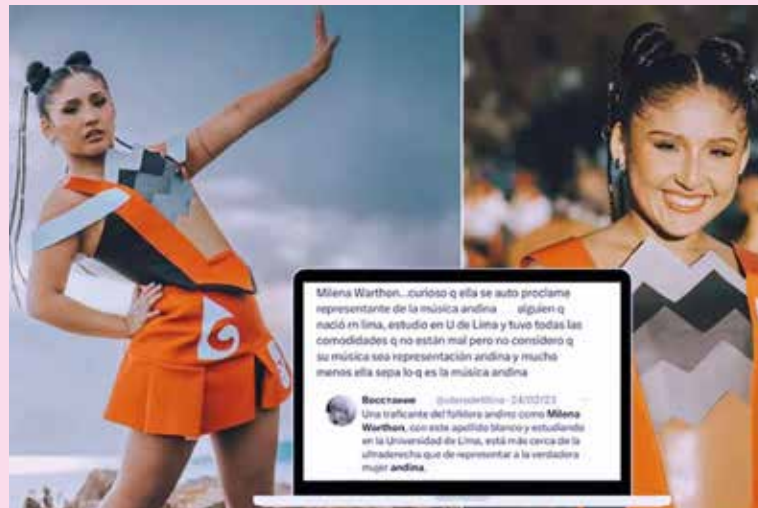 Milena Warthon...curioso q ella se auto proclame
representante de la música andina ... alguien q
nació rn lima, estudio en U de Lima y tuvo todas las
comodidades q no están mal pero no considero q
su música sea representación andina y mucho
menos ella sepa lo q es la música andina
Восстание 24/02/23
Una traficante del folklore andino como Milena
Warthon, con este apellido blanco y estudiando
en la Universidad de Lima, está más cerca de la
ultraderecha que de representar a la verdadera
mujer andina.